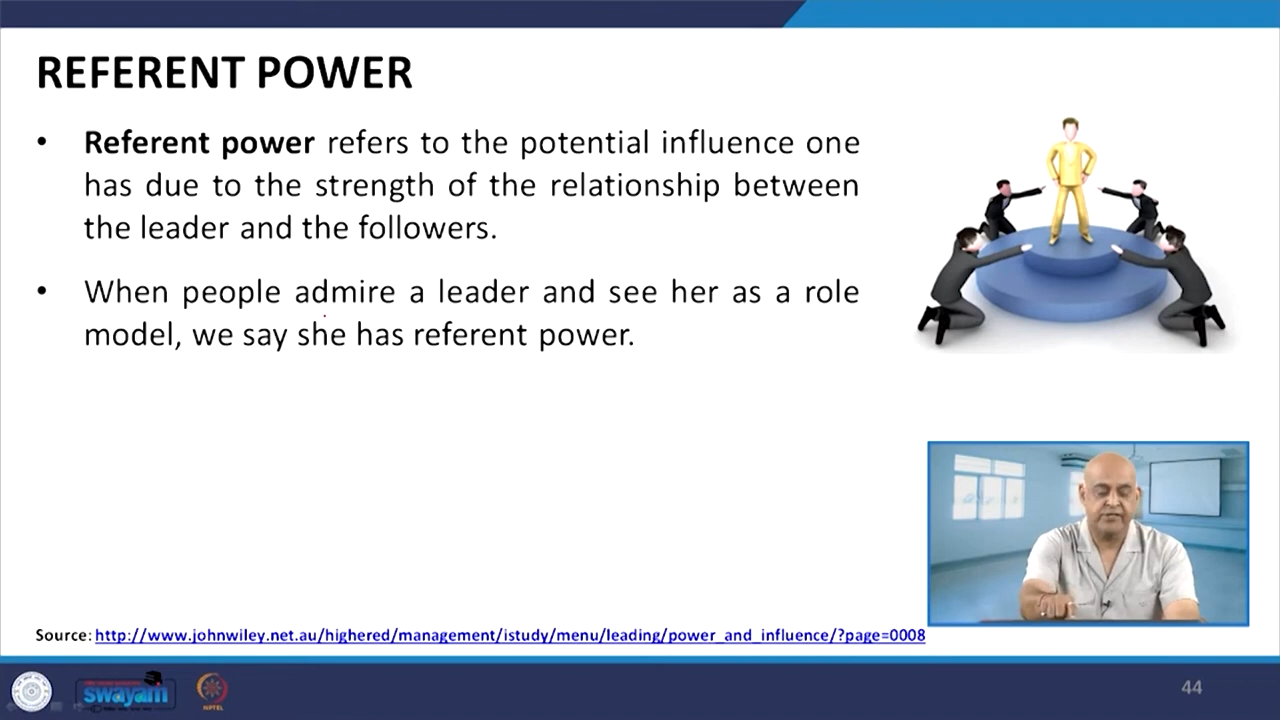 REFERENT POWER
• Referent power refers to the potential influence one
has due to the strength of the relationship between
the leader and the followers.
• When people admire a leader and see her as a role
model, we say she has referent power.
Source: http://www.johnwiley.net.au/highered/management/istudy/menu/leading/power_and_influence/?page=0008
swayam
NPTEL
44